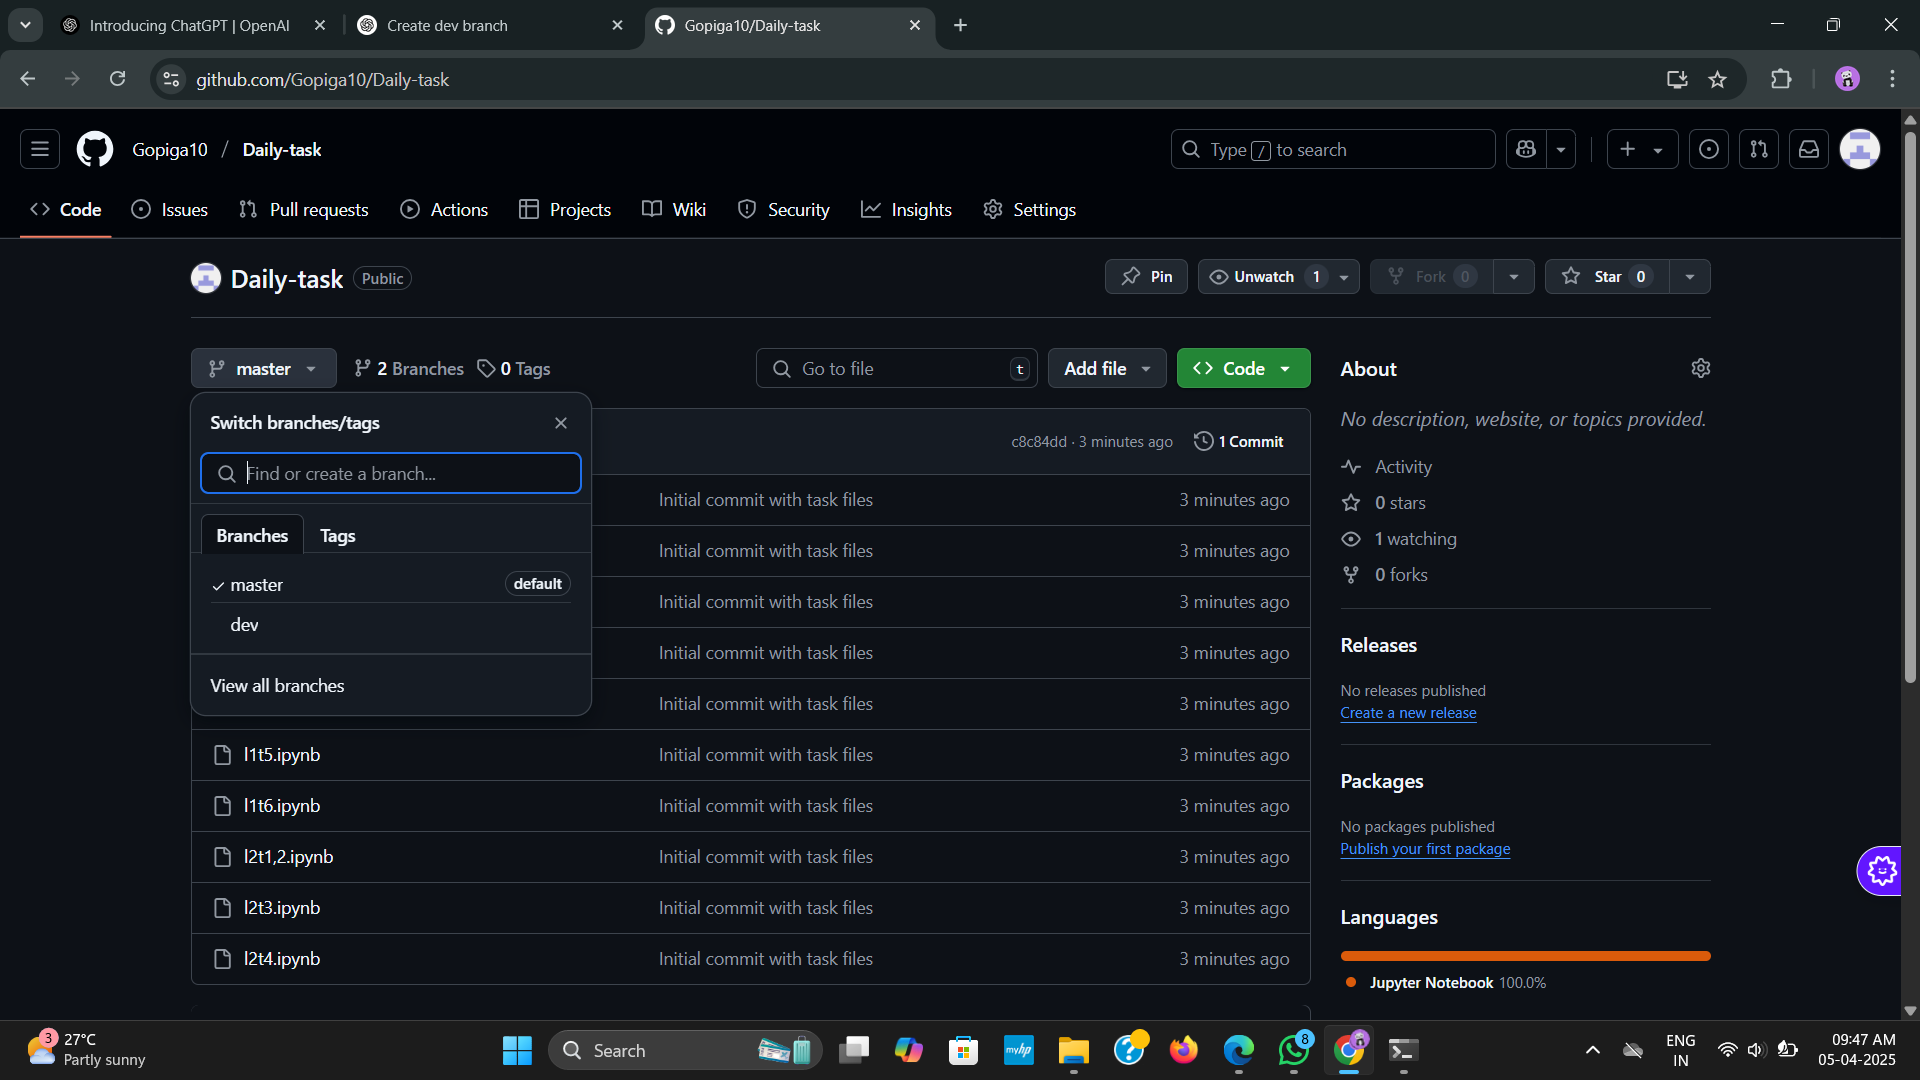 Introducing ChatGPT | OpenAI
Create dev branch
Gopiga10/Daily-task
github.com/Gopiga10/Daily-task
Gopiga10 / Daily-task
Type / to search
Code
Issues
Pull requests
Actions
Projects
Wiki
Security
Insights
Settings
Daily-task Public
Pin
Unwatch 1
Fork 0
Star 0
master
2 Branches
0 Tags
Go to file t
Add file
Code
Switch branches/tags
Find or create a branch...
Branches Tags
master default
dev
View all branches
c8c84dd · 3 minutes ago 1 Commit
Initial commit with task files 3 minutes ago
Initial commit with task files 3 minutes ago
Initial commit with task files 3 minutes ago
Initial commit with task files 3 minutes ago
Initial commit with task files 3 minutes ago
l1t5.ipynb Initial commit with task files 3 minutes ago
l1t6.ipynb Initial commit with task files 3 minutes ago
l2t1,2.ipynb Initial commit with task files 3 minutes ago
l2t3.ipynb Initial commit with task files 3 minutes ago
l2t4.ipynb Initial commit with task files 3 minutes ago
About
No description, website, or topics provided.
Activity
0 stars
1 watching
0 forks
Releases
No releases published
Create a new release
Packages
No packages published
Publish your first package
Languages
Jupyter Notebook 100.0%
3
27°C
Partly sunny
Search
myhp
8
ENG
IN
09:47 AM
05-04-2025